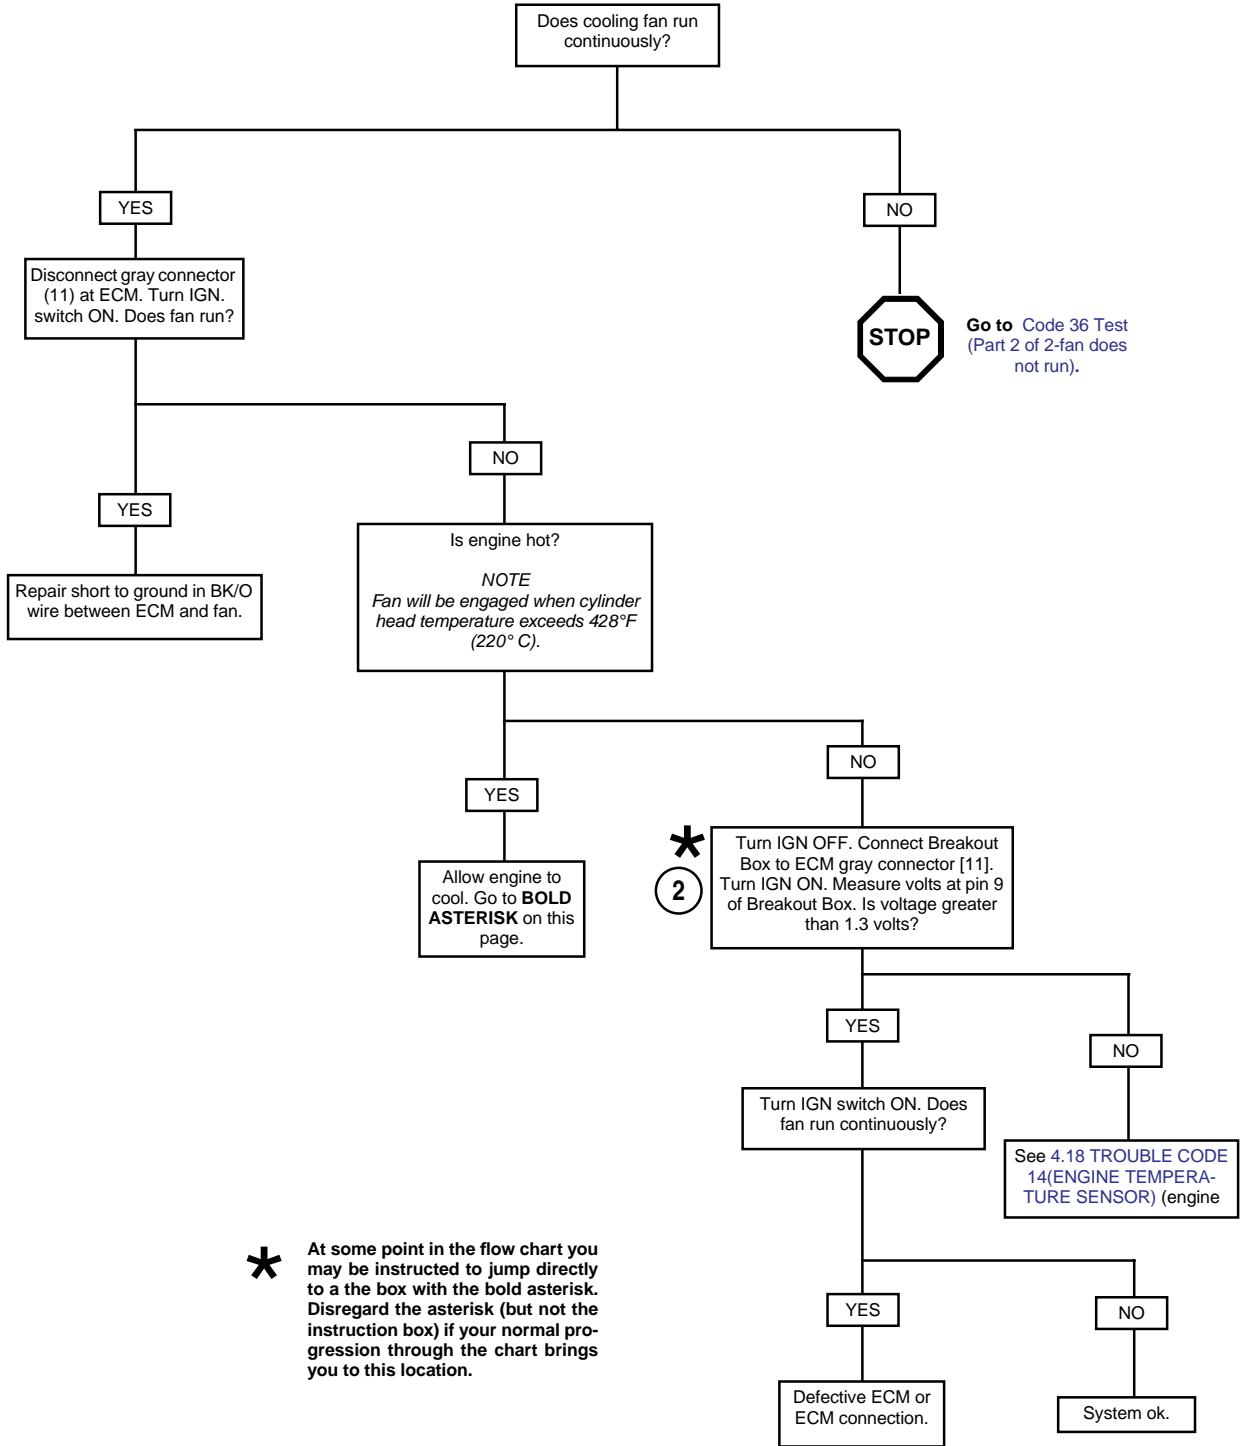 Does cooling fan run
continuously?
YES
NO
Disconnect gray connector
(11) at ECM. Turn IGN.
switch ON. Does fan run?
STOP
Go to Code 36 Test
(Part 2 of 2-fan does
not run).
NO
YES
Is engine hot?
NOTE
Fan will be engaged when cylinder
head temperature exceeds 428°F
(220° C).
Repair short to ground in BK/O
wire between ECM and fan.
NO
YES
*
2
Turn IGN OFF. Connect Breakout
Box to ECM gray connector [11].
Turn IGN ON. Measure volts at pin 9
of Breakout Box. Is voltage greater
than 1.3 volts?
Allow engine to
cool. Go to BOLD
ASTERISK on this
page.
YES
NO
Turn IGN switch ON. Does
fan run continuously?
See 4.18 TROUBLE CODE
14(ENGINE TEMPERA-
TURE SENSOR) (engine
*
At some point in the flow chart you
may be instructed to jump directly
to a the box with the bold asterisk.
Disregard the asterisk (but not the
instruction box) if your normal pro-
gression through the chart brings
you to this location.
YES
NO
Defective ECM or
ECM connection.
System ok.